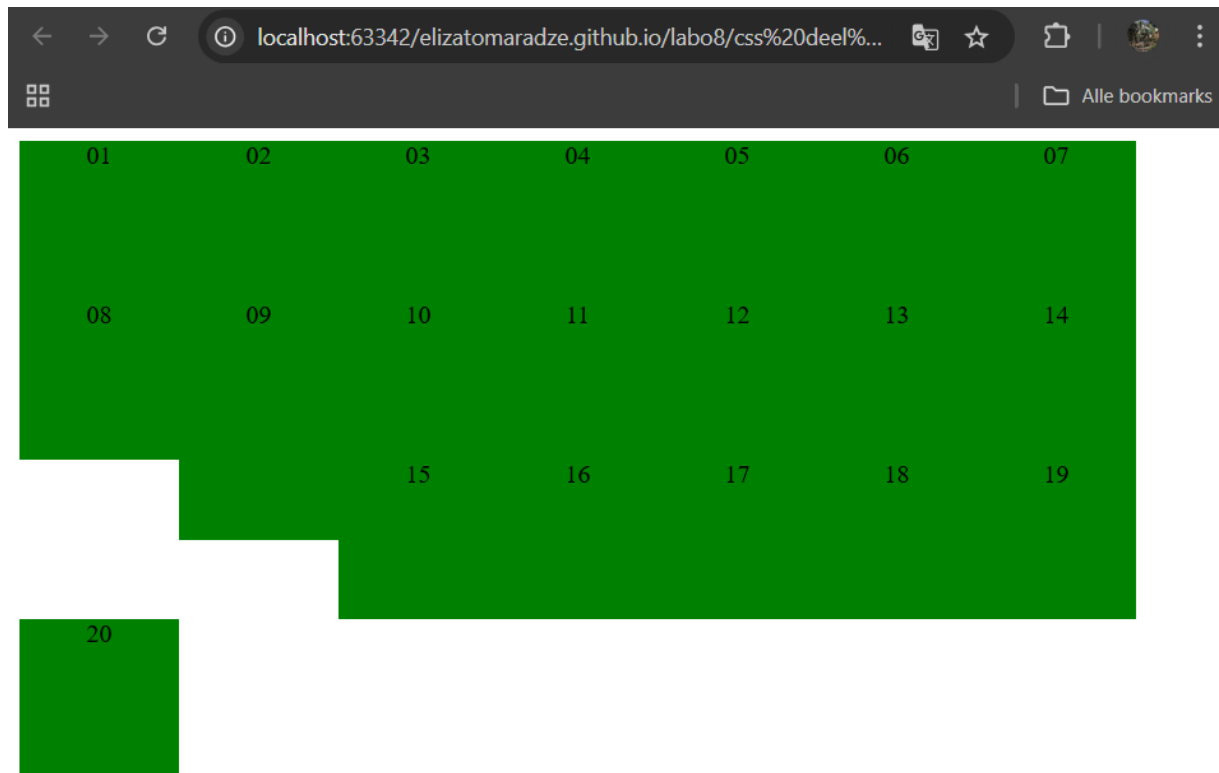 localhost:63342/elizatomaradze.github.io/labo8/css%20deel%...
Alle bookmarks
01 02 03 04 05 06 07
08 09 10 11 12 13 14
15 16 17 18 19
20